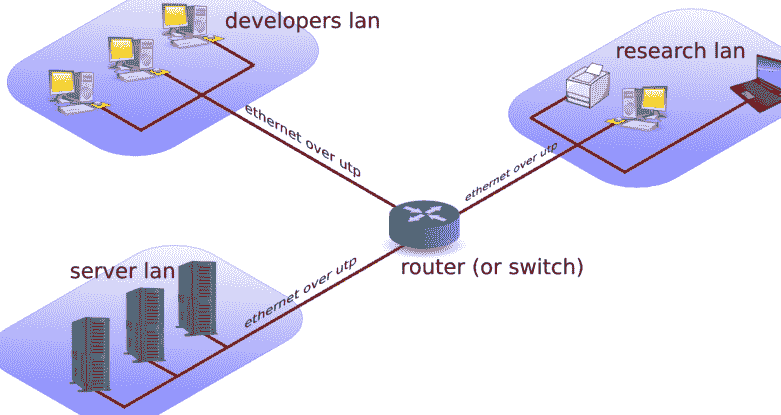 developers lan
research lan
ethernet over utp
ethernet over utp
server lan
router (or switch)
ethernet over utp